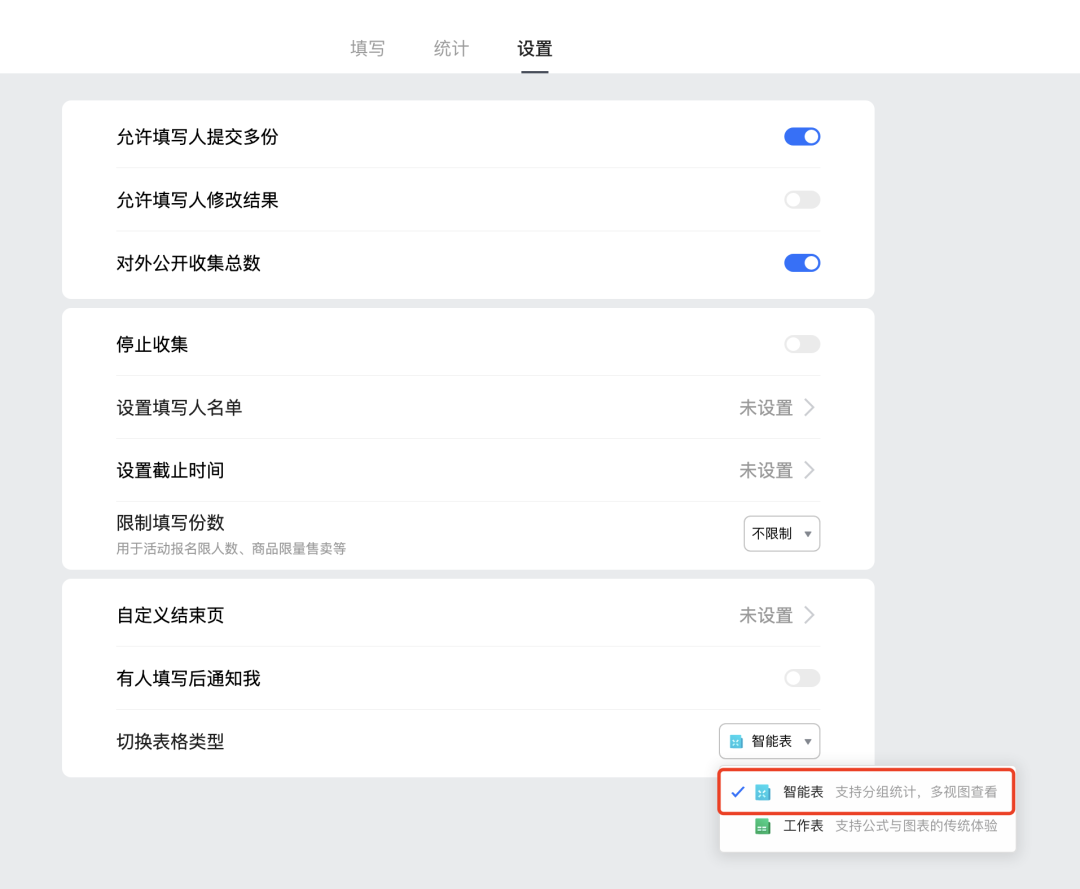 填写 统计 设置
允许填写人提交多份
允许填写人修改结果
对外公开收集总数
停止收集
设置填写人名单 未设置
设置截止时间 未设置
限制填写份数 不限制
用于活动报名限人数、商品限量售卖等
自定义结束页 未设置
有人填写后通知我
切换表格类型 智能表
智能表 支持分组统计，多视图查看
工作表 支持公式与图表的传统体验